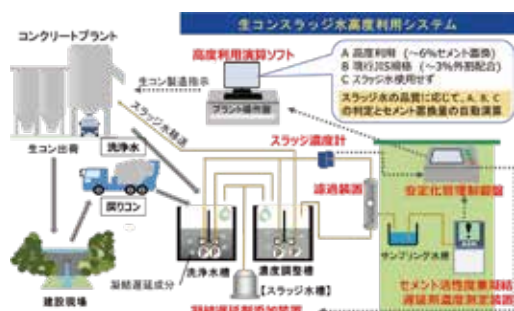 生コンスラッジ水高度利用システム
コンクリートプラント
高度利用演算ソフト
A 高度利用 (~6%セメント置換)
B 現行JIS規格 (~3%外割配合)
C スラッジ水使用せず
スラッジ水の品質に応じて、A, B, C
の判定とセメント置換量の自動演算
生コン製造指示
プラント操作盤
スラッジ水輸送
スラッジ濃度計
生コン出荷
洗浄水
濾過装置
安定化管理制御盤
戻りコン
洗浄水槽
濃度調整槽
サンプリング水槽
建設現場
凝結遅延成分
【スラッジ水槽】
セメント活性度兼凝結
遅延剤濃度測定装置
凝結遅延剤添加装置